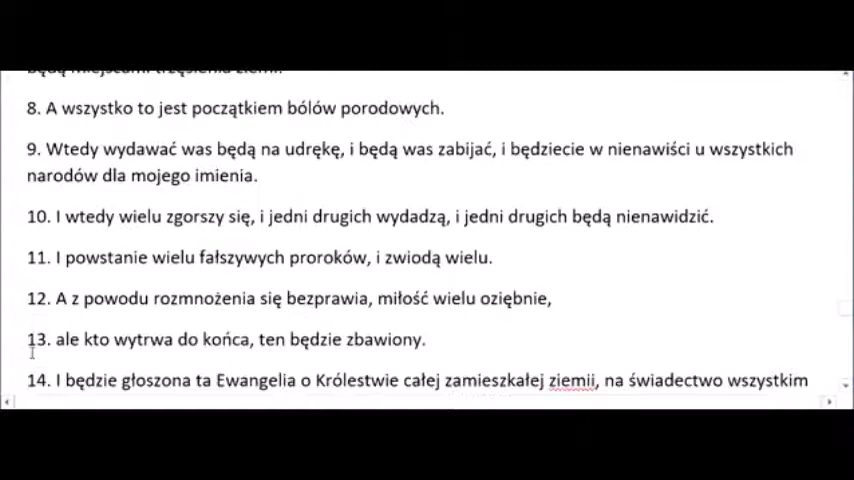 8. A wszystko to jest początkiem bólów porodowych.
9. Wtedy wydawać was będą na udrękę, i będą was zabijać, i będziecie w nienawiści u wszystkich
narodów dla mojego imienia.
10. I wtedy wielu zgorszy się, i jedni drugich wydadzą, i jedni drugich będą nienawidzić.
11. I powstanie wielu fałszywych proroków, i zwiodą wielu.
12. A z powodu rozmnożenia się bezprawia, miłość wielu oziębnie,
13. ale kto wytrwa do końca, ten będzie zbawiony.
14. I będzie głoszona ta Ewangelia o Królestwie całej zamieszkałej ziemii, na świadectwo wszystkim